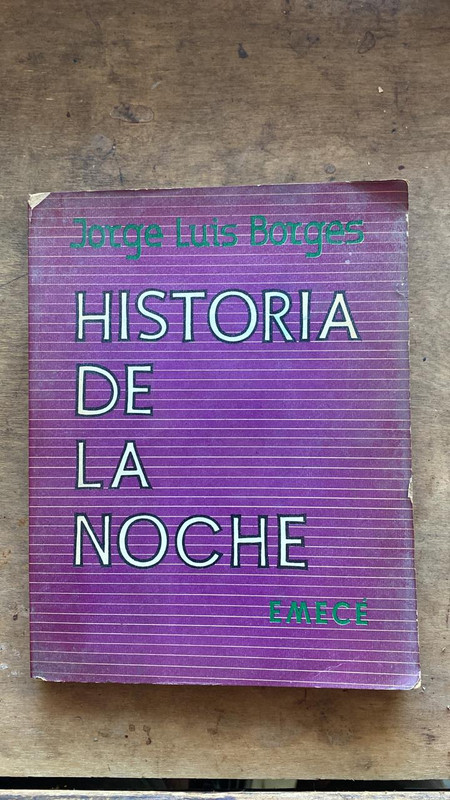 Jorge Luis Borges
HISTORIA
DE
LA
NOCHE
EMECÉ